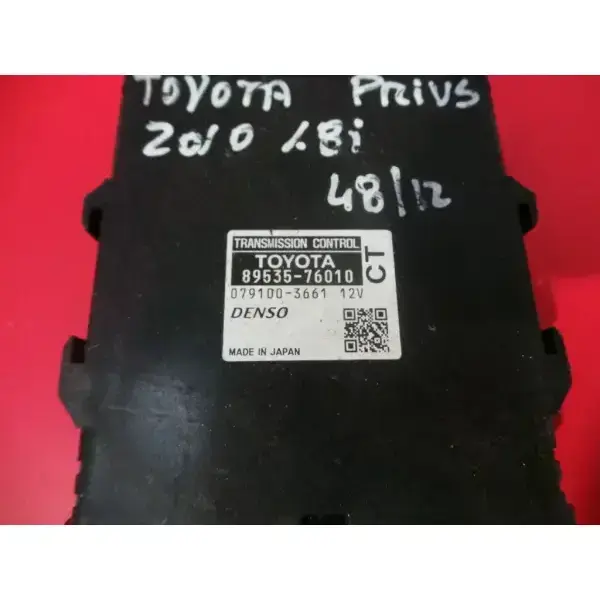 TOYOTA PRIUS
2010 1.8i
48/12
TRANSMISSION CONTROL
TOYOTA
89535-76010
CT
079100-3661 12V
DENSO
MADE IN JAPAN